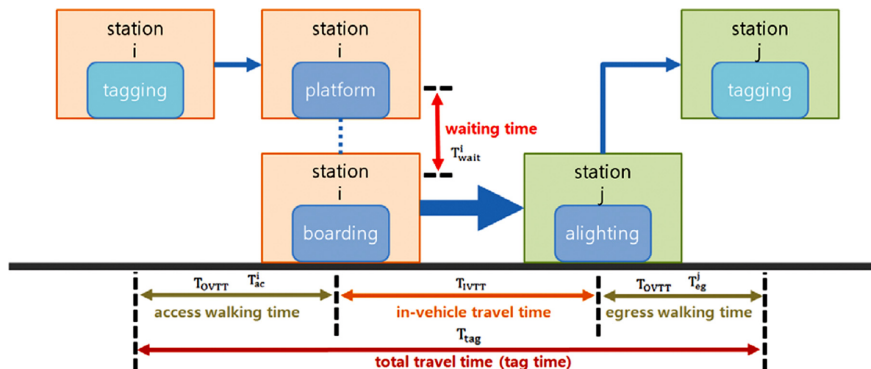 station
i
tagging
station
i
platform
station
j
tagging
waiting time
T^i_wait
station
i
boarding
station
j
alighting
T_OVTT T^i_ac
access walking time
T_IVTT
in-vehicle travel time
T_OVTT T^j_eg
egress walking time
T_tag
total travel time (tag time)